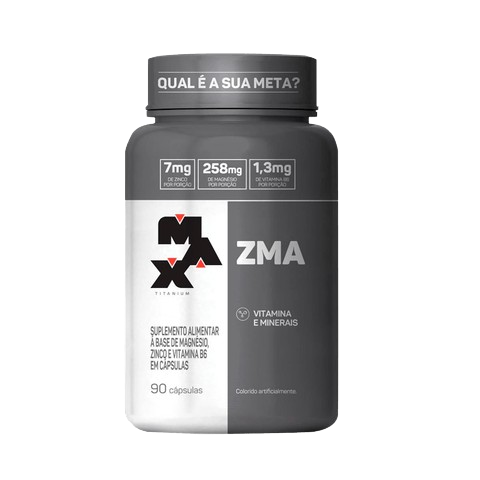 QUAL É A SUA META?
7mg
DE ZINCO
POR PORÇÃO
258mg
DE MAGNÉSIO
POR PORÇÃO
1,3mg
DE VITAMINA B6
POR PORÇÃO
MAX
TITANIUM
ZMA
VITAMINA
E MINERAIS
SUPLEMENTO ALIMENTAR
À BASE DE MAGNÉSIO,
ZINCO E VITAMINA B6
EM CÁPSULAS
90 cápsulas
Colorido artificialmente.